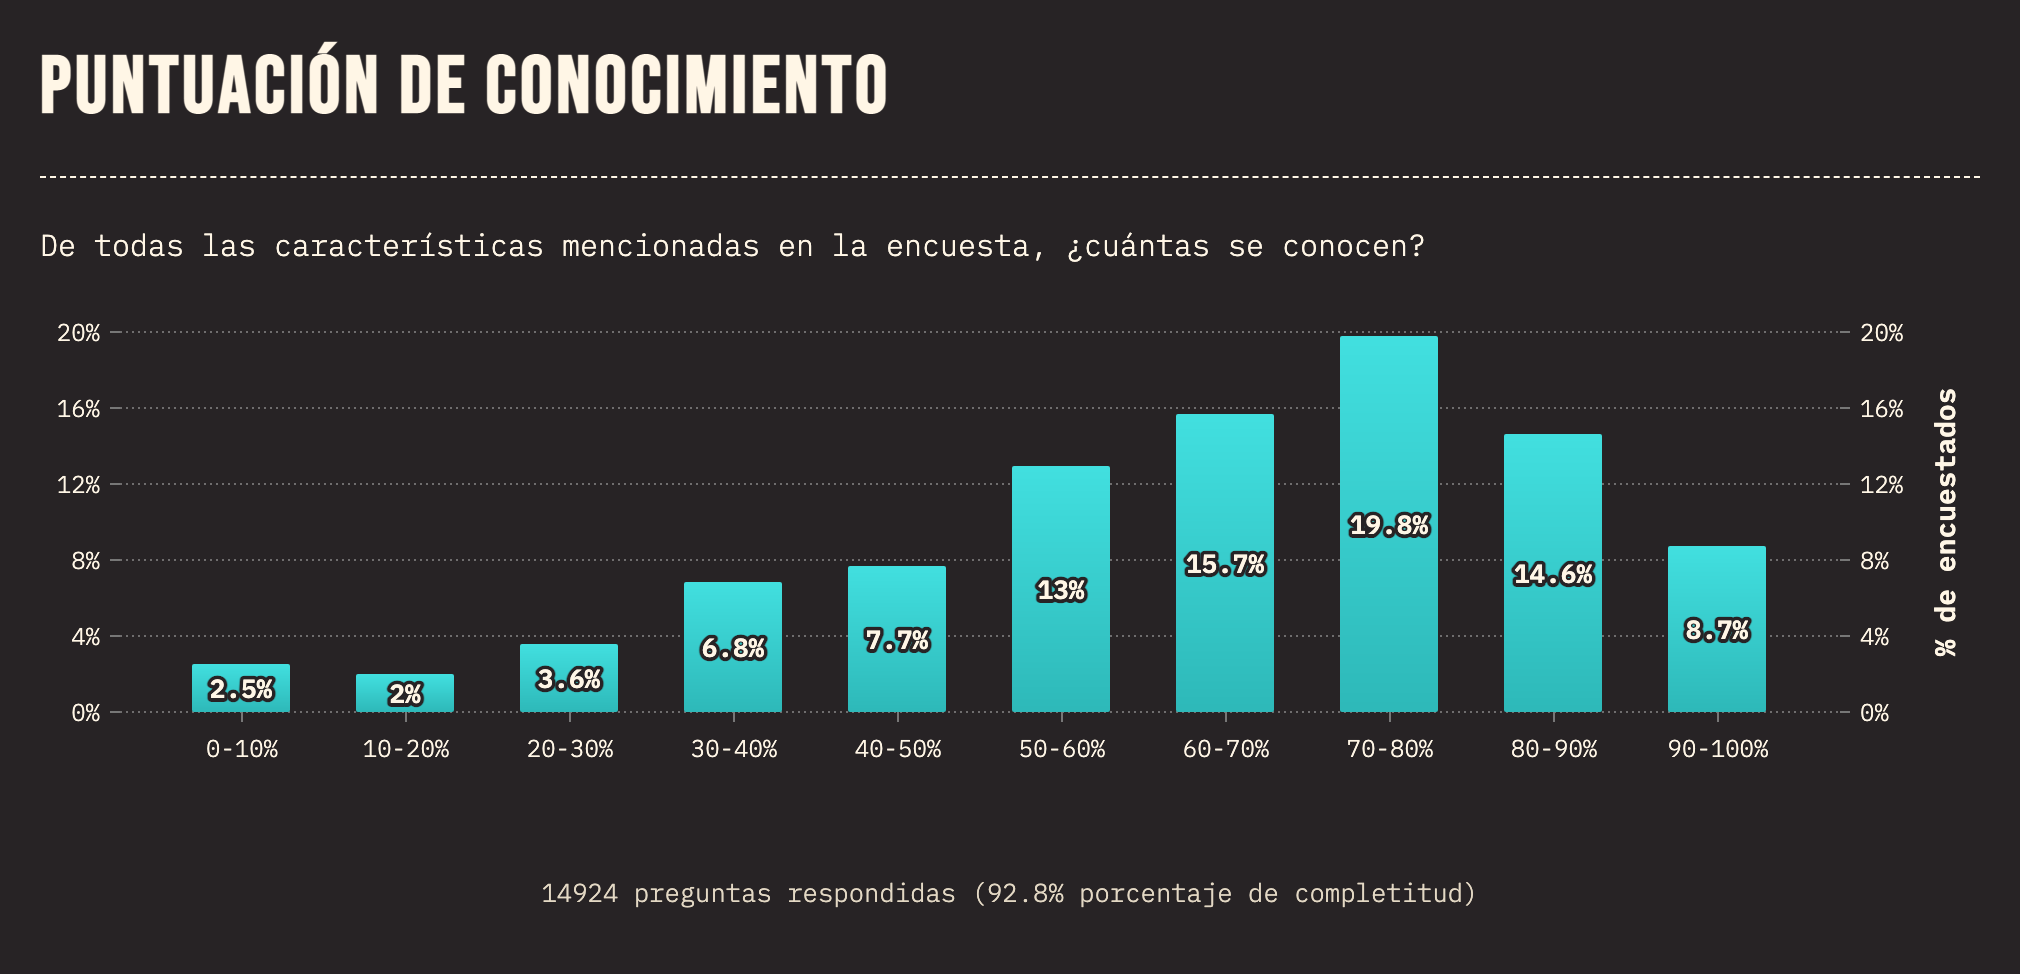 PUNTUACIÓN DE CONOCIMIENTO
De todas las características mencionadas en la encuesta, ¿cuántas se conocen?
20% 20%
16% 16%
12% 12%
8% 8%
4% 4%
0% 0%
% de encuestados
2.5% 2% 3.6% 6.8% 7.7% 13% 15.7% 19.8% 14.6% 8.7%
0-10% 10-20% 20-30% 30-40% 40-50% 50-60% 60-70% 70-80% 80-90% 90-100%
14924 preguntas respondidas (92.8% porcentaje de completitud)